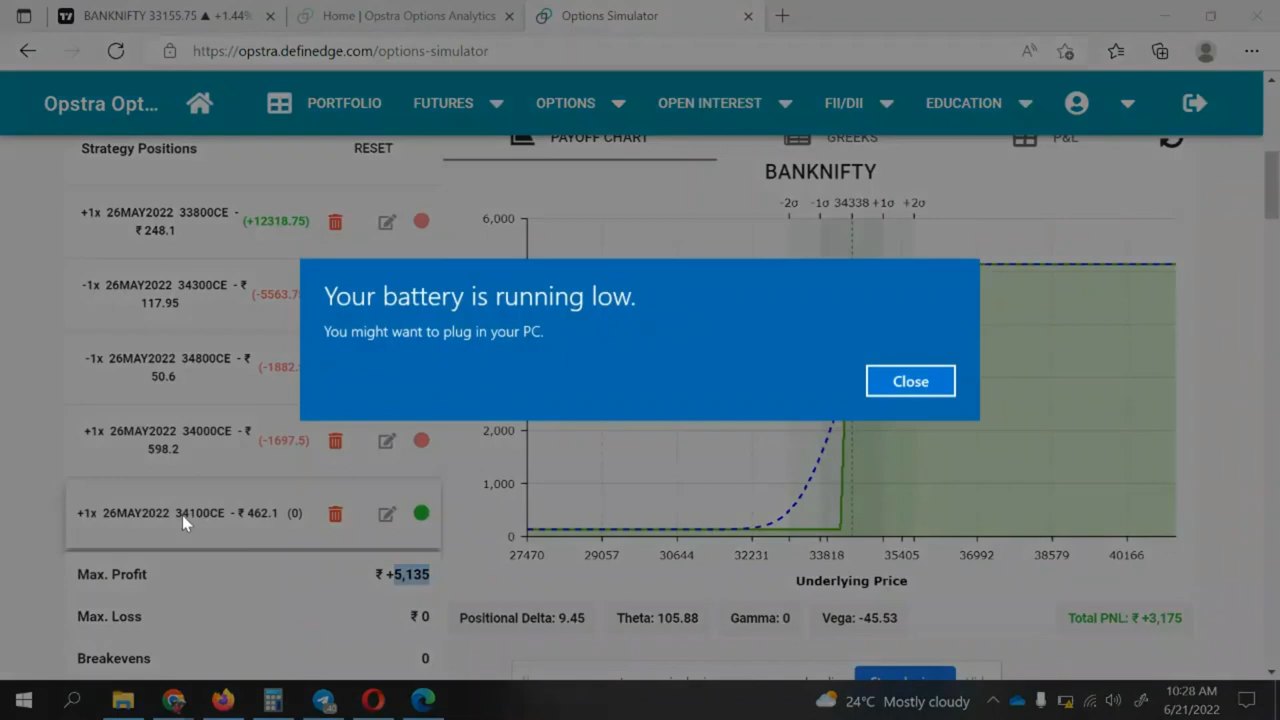 BANKNIFTY 33155.75 ▲ +1.44%
Home | Opstra Options Analytics
Options Simulator
https://opstra.definedge.com/options-simulator
Opstra Opt...
PORTFOLIO
FUTURES
OPTIONS
OPEN INTEREST
FII/DII
EDUCATION
Strategy Positions
RESET
PAYOFF CHART
GREEKS
P&L
BANKNIFTY
-2σ -1σ 34338 +1σ +2σ
+1x 26MAY2022 33800CE -
₹ 248.1
(+12318.75)
-1x 26MAY2022 34300CE - ₹
117.95
(-5563.7
-1x 26MAY2022 34800CE - ₹
50.6
(-1882.
+1x 26MAY2022 34000CE - ₹
598.2
(-1697.5)
+1x 26MAY2022 34100CE - ₹ 462.1 (0)
Max. Profit
₹ +5,135
Max. Loss
₹ 0
Breakevens
0
6,000
2,000
1,000
0
27470 29057 30644 32231 33818 35405 36992 38579 40166
Underlying Price
Positional Delta: 9.45
Theta: 105.88
Gamma: 0
Vega: -45.53
Total PNL: ₹ +3,175
Your battery is running low.
You might want to plug in your PC.
Close
24°C Mostly cloudy
10:28 AM
6/21/2022